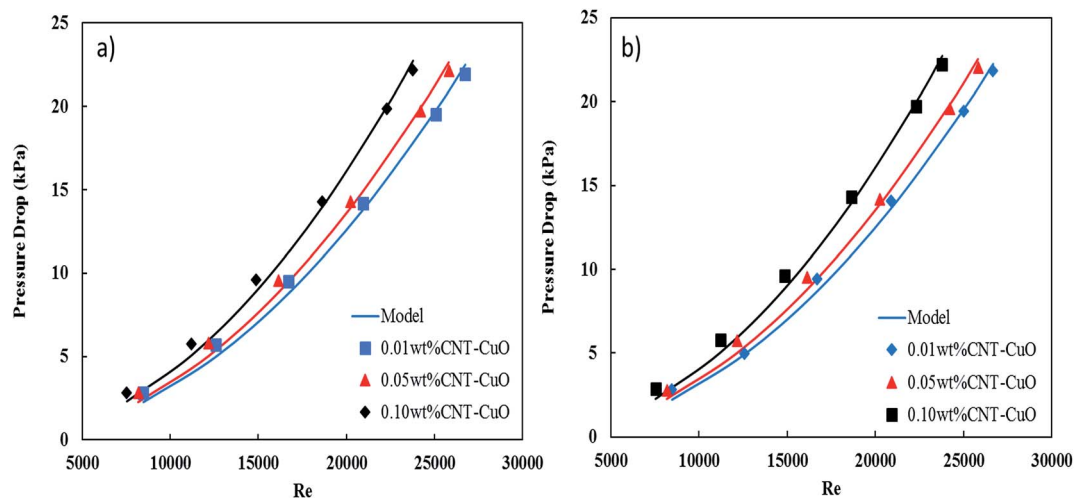 a)
Pressure Drop (kPa)
25
20
15
10
5
0
5000 10000 15000 20000 25000 30000
Re
Model
0.01wt%CNT-CuO
0.05wt%CNT-CuO
0.10wt%CNT-CuO
b)
Pressure Drop (kPa)
25
20
15
10
5
0
5000 10000 15000 20000 25000 30000
Re
Model
0.01wt%CNT-CuO
0.05wt%CNT-CuO
0.10wt%CNT-CuO